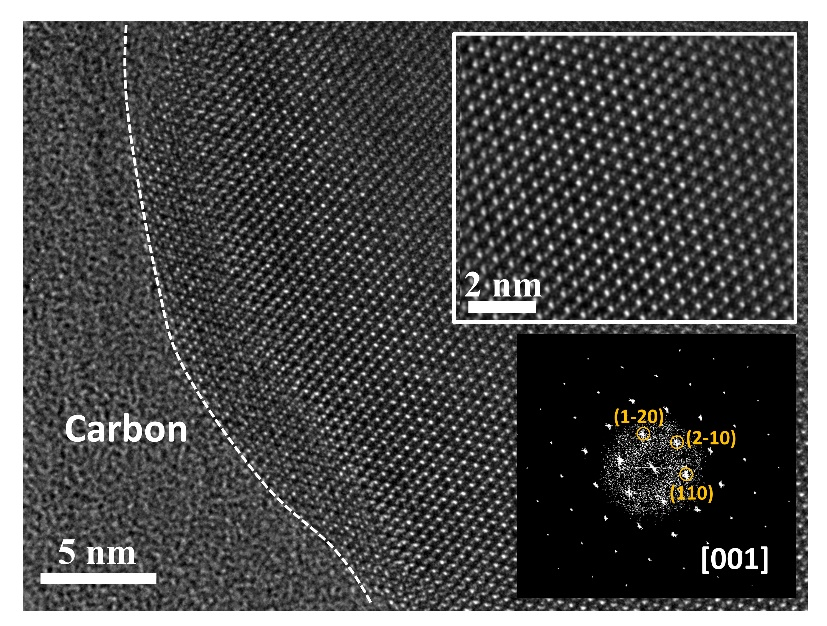 2 nm
(1-20)
(2-10)
(110)
Carbon
5 nm
[001]